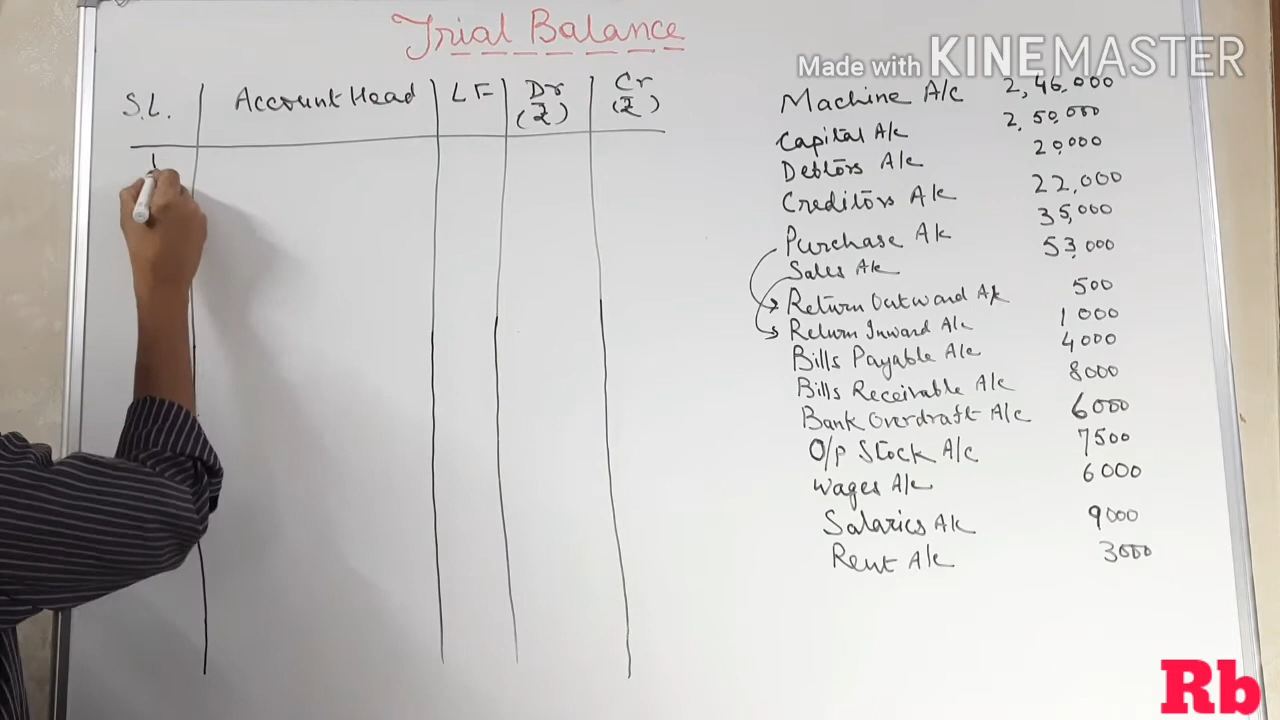 Trial Balance
Made with KINEMASTER
S.L. Account Head LF Dr (₹) Cr (₹)
1
Machine A/c 2,46,000
Capital A/c 2,50,000
Debtors A/c 20,000
Creditors A/c 22,000
Purchase A/c 35,000
Sales A/c 53,000
Return Outward A/c 500
Return Inward A/c 1000
Bills Payable A/c 4000
Bills Receivable A/c 8000
Bank Overdraft A/c 6000
O/p Stock A/c 7500
Wages A/c 6000
Salaries A/c 9000
Rent A/c 3000
Rb